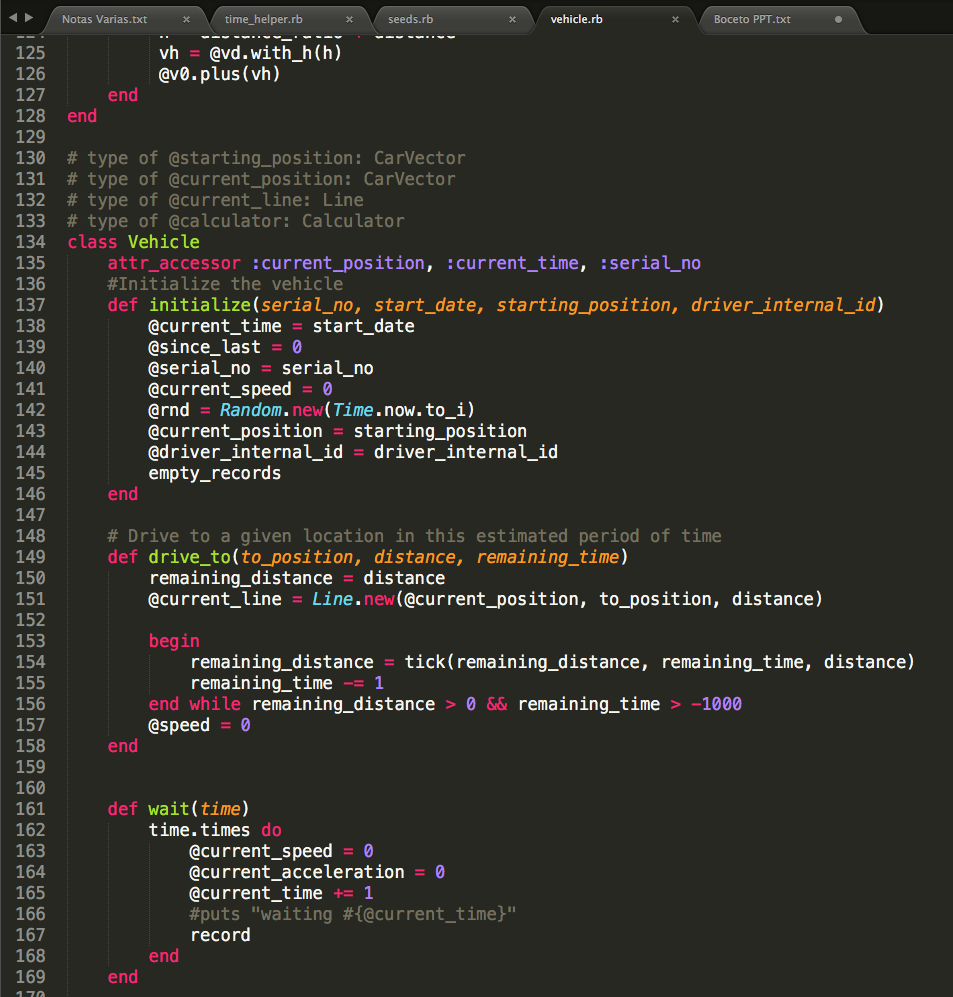 Notas Varias.txt × time_helper.rb × seeds.rb × vehicle.rb × Boceto PPT.txt
125 vh = @vd.with_h(h)
126 @v0.plus(vh)
127 end
128 end
129
130 # type of @starting_position: CarVector
131 # type of @current_position: CarVector
132 # type of @current_line: Line
133 # type of @calculator: Calculator
134 class Vehicle
135 attr_accessor :current_position, :current_time, :serial_no
136 #Initialize the vehicle
137 def initialize(serial_no, start_date, starting_position, driver_internal_id)
138 @current_time = start_date
139 @since_last = 0
140 @serial_no = serial_no
141 @current_speed = 0
142 @rnd = Random.new(Time.now.to_i)
143 @current_position = starting_position
144 @driver_internal_id = driver_internal_id
145 empty_records
146 end
147
148 # Drive to a given location in this estimated period of time
149 def drive_to(to_position, distance, remaining_time)
150 remaining_distance = distance
151 @current_line = Line.new(@current_position, to_position, distance)
152
153 begin
154 remaining_distance = tick(remaining_distance, remaining_time, distance)
155 remaining_time -= 1
156 end while remaining_distance > 0 && remaining_time > -1000
157 @speed = 0
158 end
159
160
161 def wait(time)
162 time.times do
163 @current_speed = 0
164 @current_acceleration = 0
165 @current_time += 1
166 #puts "waiting #{@current_time}"
167 record
168 end
169 end